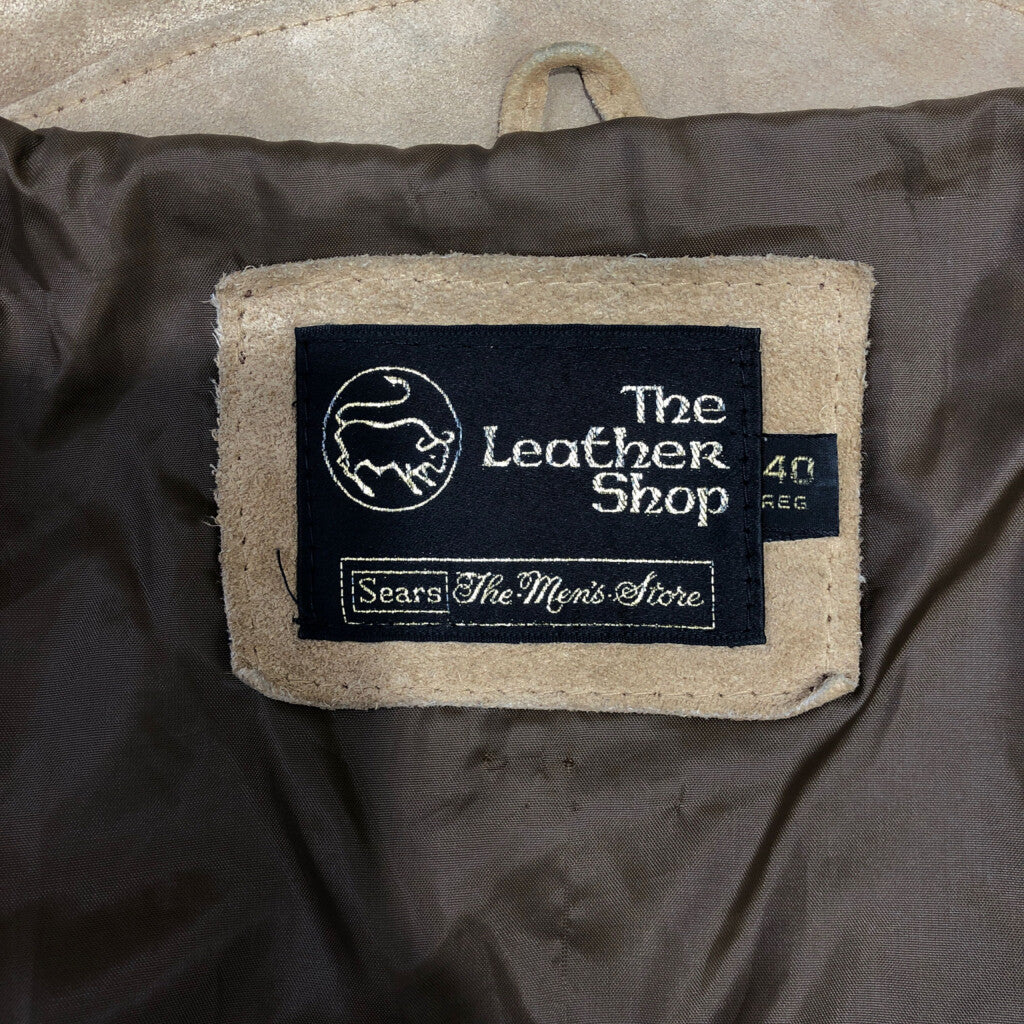 The
Leather
Shop
40
REG
Sears The Men's Store